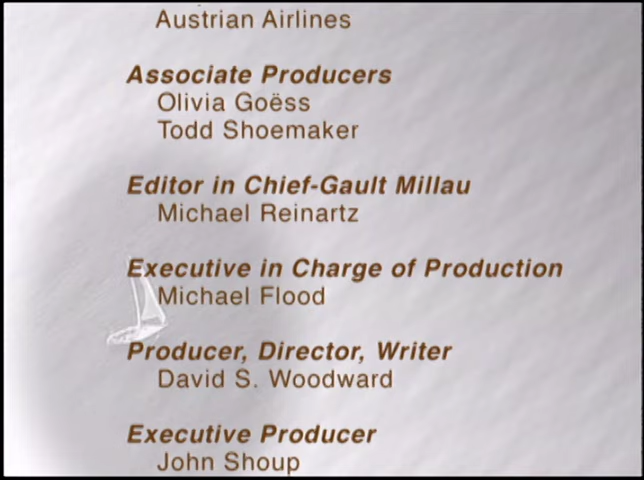 Austrian Airlines
Associate Producers
Olivia Goëss
Todd Shoemaker
Editor in Chief-Gault Millau
Michael Reinartz
Executive in Charge of Production
Michael Flood
Producer, Director, Writer
David S. Woodward
Executive Producer
John Shoup